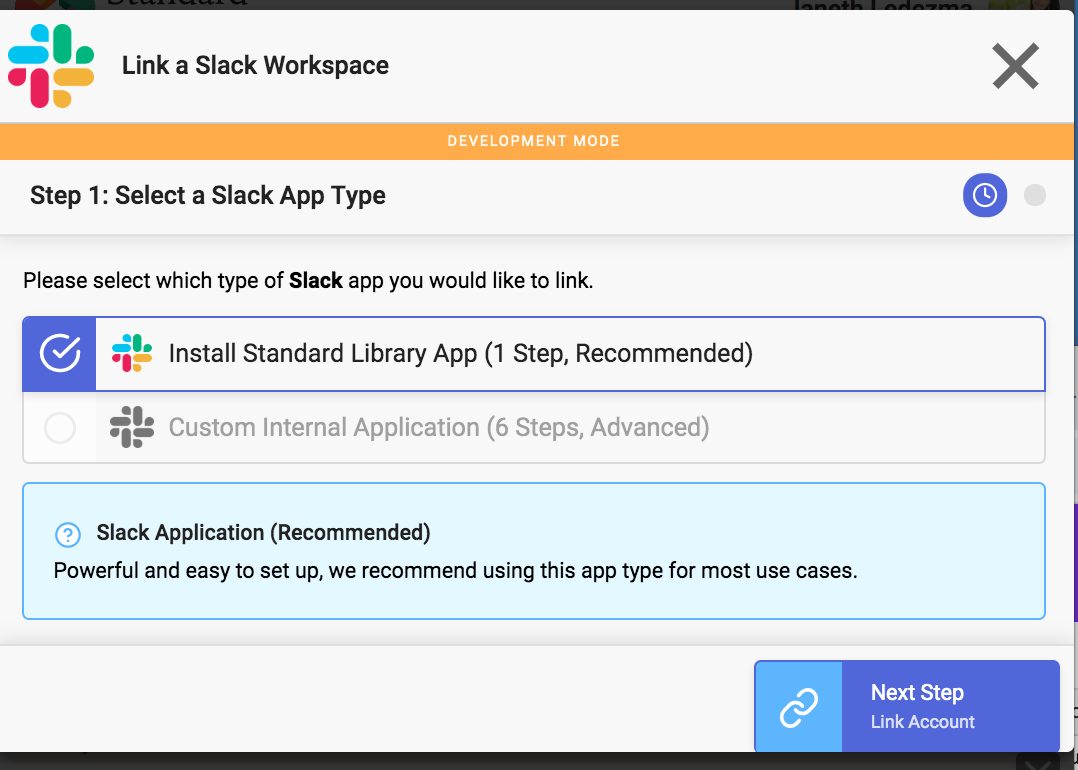 Standard
Janeth Ledezma
Link a Slack Workspace
DEVELOPMENT MODE
Step 1: Select a Slack App Type
Please select which type of Slack app you would like to link.
Install Standard Library App (1 Step, Recommended)
Custom Internal Application (6 Steps, Advanced)
Slack Application (Recommended)
Powerful and easy to set up, we recommend using this app type for most use cases.
Next Step
Link Account